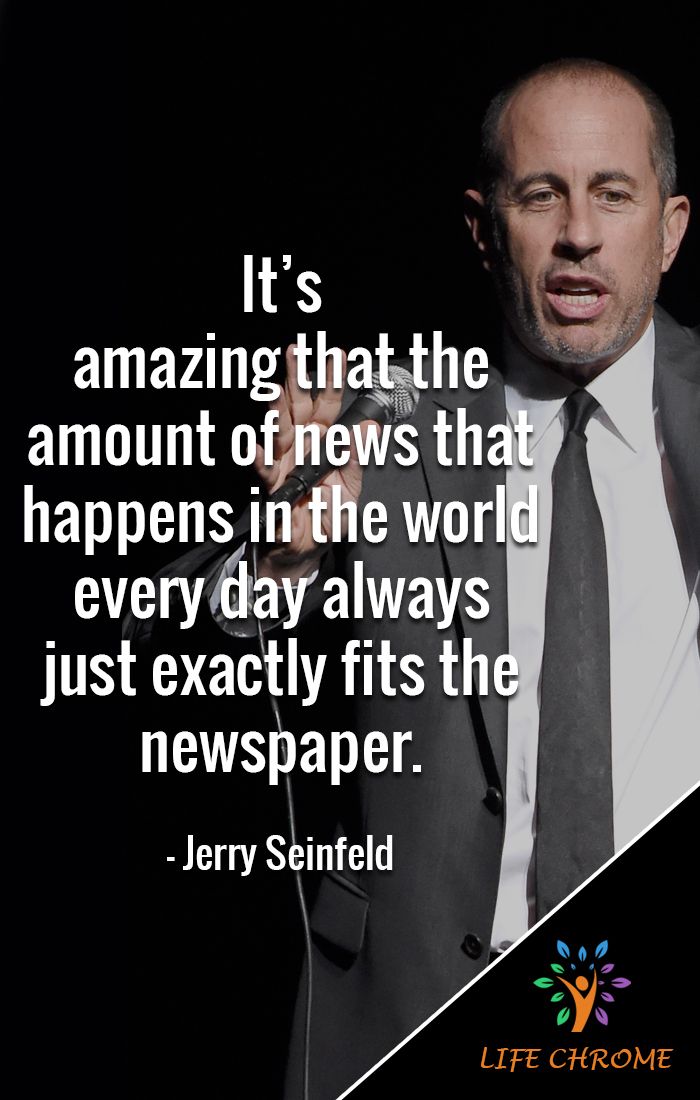 It’s
amazing that the
amount of news that
happens in the world
every day always
just exactly fits the
newspaper.
- Jerry Seinfeld
LIFE CHROME